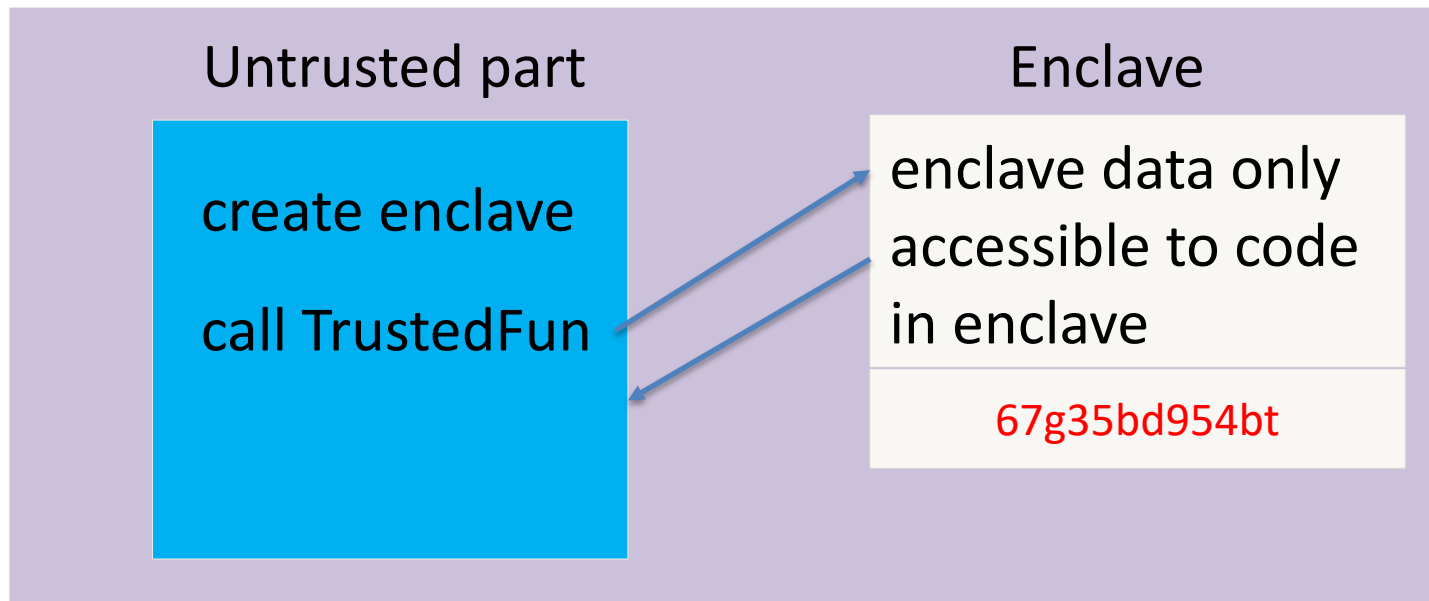 Untrusted part
create enclave
call TrustedFun
Enclave
enclave data only
accessible to code
in enclave
67g35bd954bt